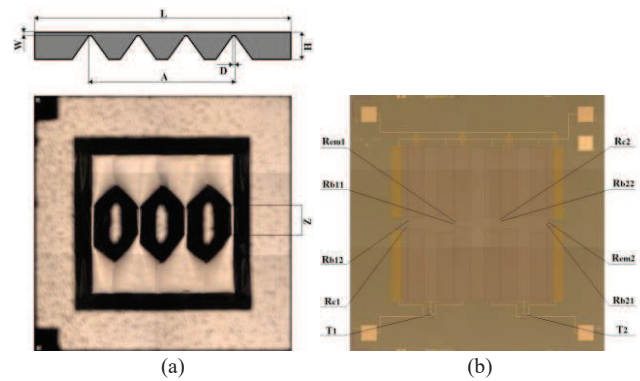 L
W
H
D
A
Z
Rem1
Rc2
Rb11
Rb22
Rb12
Rem2
Rc1
Rb21
T1
T2
(a)
(b)